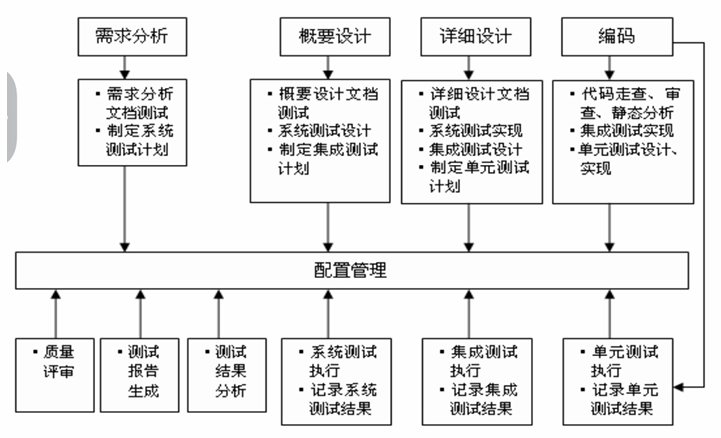 需求分析
概要设计
详细设计
编码
▪ 需求分析
文档测试
▪ 制定系统
测试计划
▪ 概要设计文档
测试
▪ 系统测试设计
▪ 制定集成测试
计划
▪ 详细设计文档
测试
▪ 系统测试实现
▪ 集成测试设计
▪ 制定单元测试
计划
▪ 代码走查、审
查、静态分析
▪ 集成测试实现
▪ 单元测试设计、
实现
配置管理
▪ 质量
评审
▪ 测试
报告
生成
▪ 测试
结果
分析
▪ 系统测试
执行
▪ 记录系统
测试结果
▪ 集成测试
执行
▪ 记录集成
测试结果
▪ 单元测试
执行
▪ 记录单元
测试结果